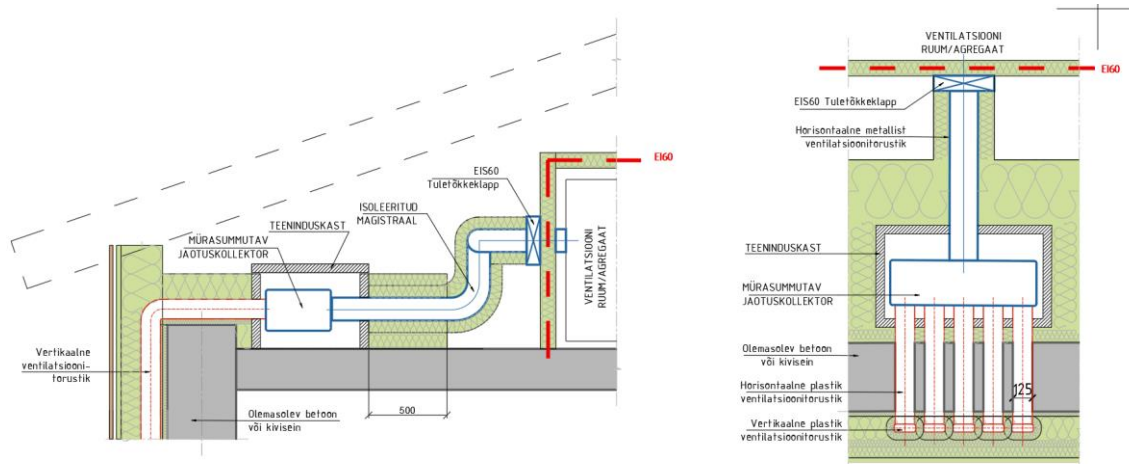 EI60
EIS60
Tuletõkkeklapp
ISOLEERITUD
MAGISTRAAL
TEENINDUSKAST
MÜRASUMMUTAV
JAOTUSKOLLEKTOR
VENTILATSIOONI
RUUM/AGREGAAT
Vertikaalne
ventilatsiooni-
torustik
500
Olemasolev betoon
või kivisein
VENTILATSIOONI
RUUM/AGREGAAT
EI60
EIS60 Tuletõkkeklapp
Horisontaalne metallist
ventilatsioonitorustik
TEENINDUSKAST
MÜRASUMMUTAV
JAOTUSKOLLEKTOR
Olemasolev betoon
või kivisein
Horisontaalne plastik
ventilatsioonitorustik
125
Vertikaalne plastik
ventilatsioonitorustik